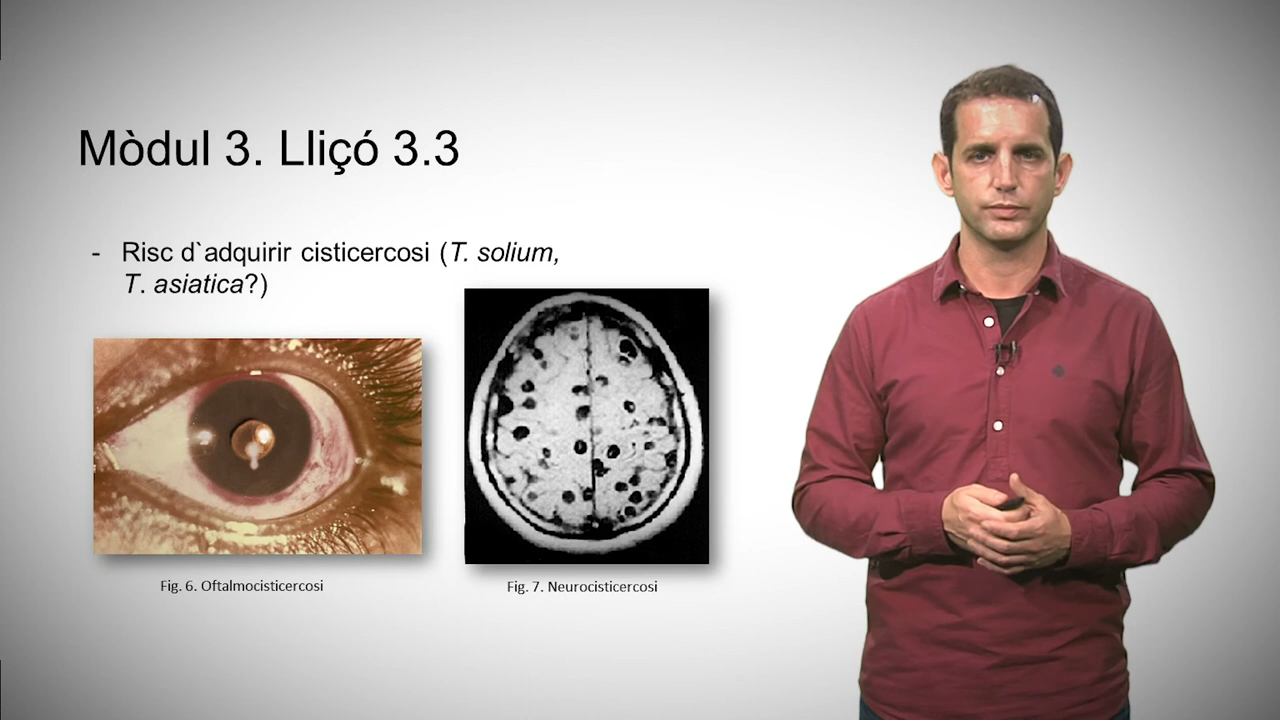 Mòdul 3. Lliçó 3.3
- Risc d`adquirir cisticercosi (T. solium,
T. asiatica?)
Fig. 6. Oftalmocisticercosi
Fig. 7. Neurocisticercosi